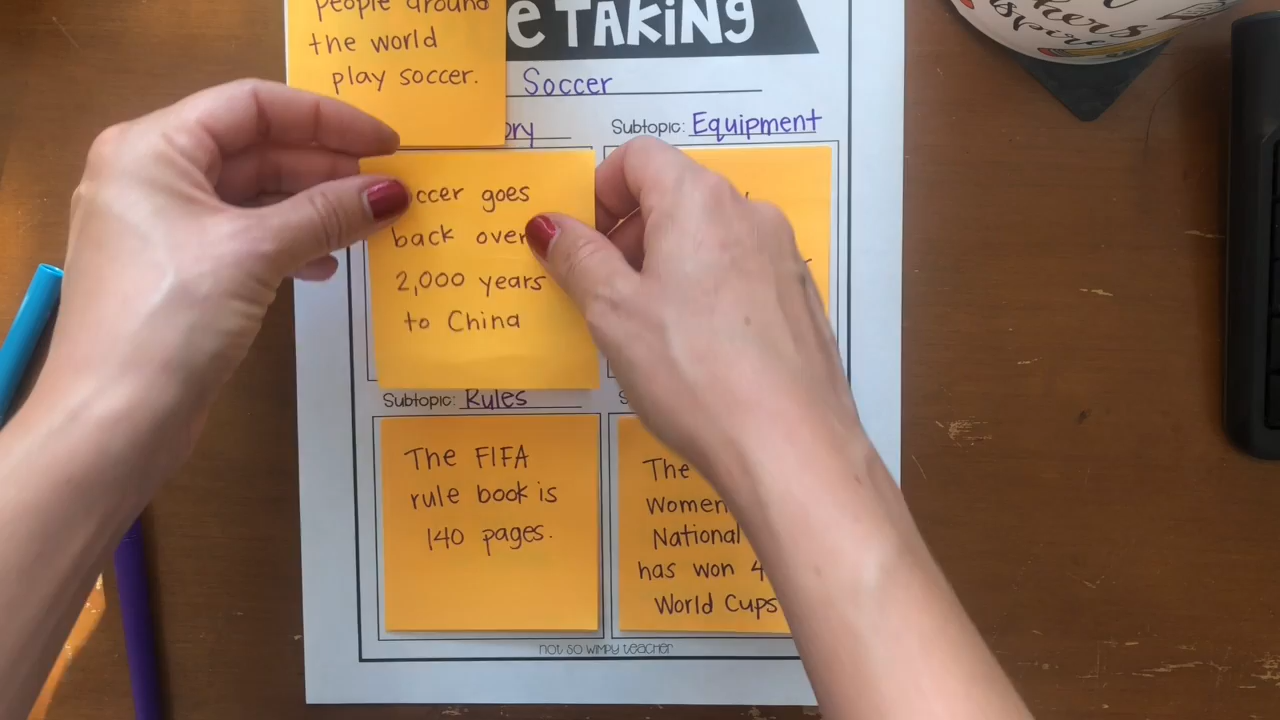 people around
the world
play soccer.
e TAKING
Soccer
ory
Subtopic: Equipment
occer goes
back over
2,000 years
to China
Subtopic: Rules
S
The FIFA
rule book is
140 pages.
The
Women
National
has won 4
World Cups
not so wimpy teacher